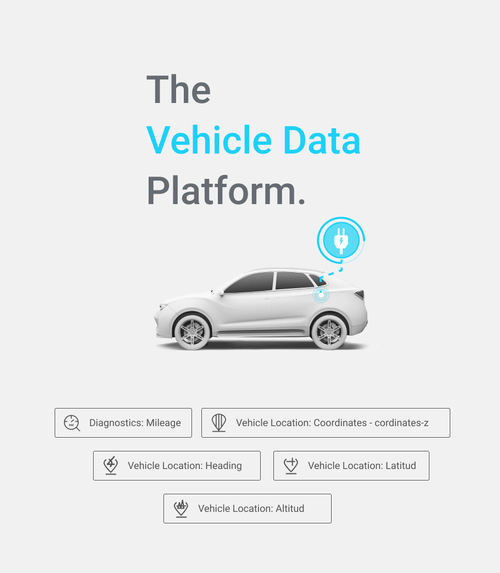 The
Vehicle Data
Platform.
Diagnostics: Mileage
Vehicle Location: Coordinates - cordinates-z
Vehicle Location: Heading
Vehicle Location: Latitud
Vehicle Location: Altitud